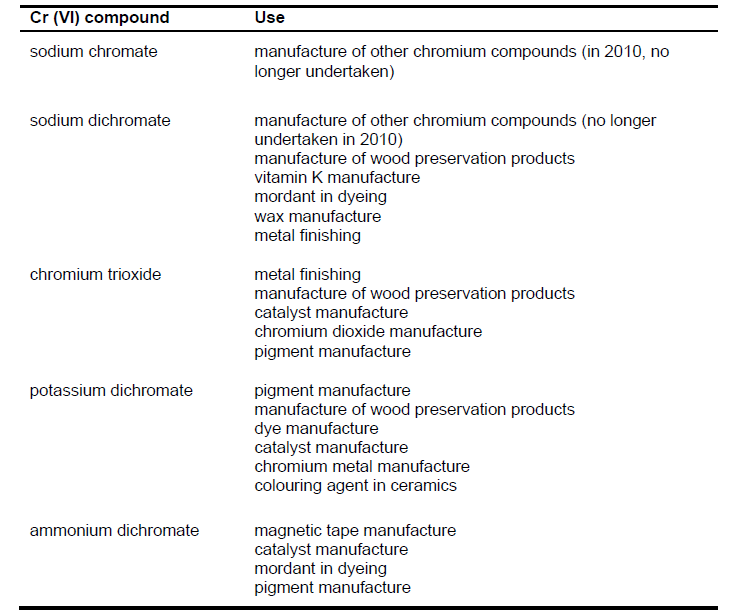 Cr (VI) compound Use
sodium chromate manufacture of other chromium compounds (in 2010, no
longer undertaken)
sodium dichromate manufacture of other chromium compounds (no longer
undertaken in 2010)
manufacture of wood preservation products
vitamin K manufacture
mordant in dyeing
wax manufacture
metal finishing
chromium trioxide metal finishing
manufacture of wood preservation products
catalyst manufacture
chromium dioxide manufacture
pigment manufacture
potassium dichromate pigment manufacture
manufacture of wood preservation products
dye manufacture
catalyst manufacture
chromium metal manufacture
colouring agent in ceramics
ammonium dichromate magnetic tape manufacture
catalyst manufacture
mordant in dyeing
pigment manufacture